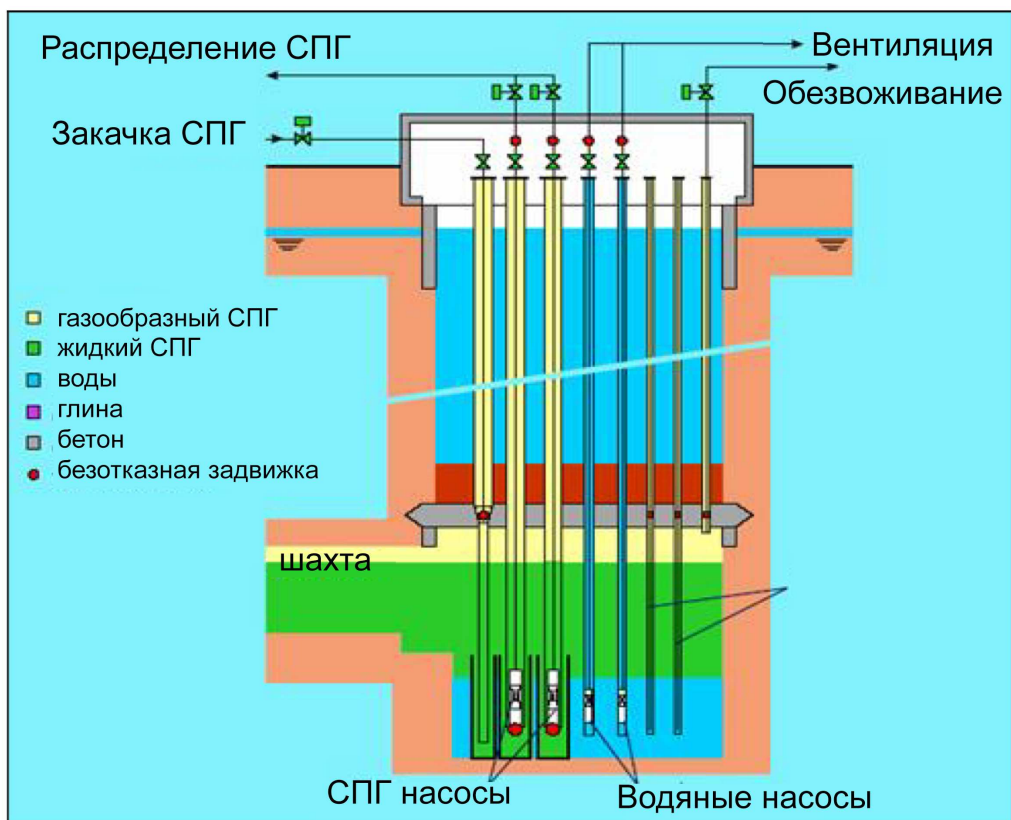 Распределение СПГ
Вентиляция
Обезвоживание
Закачка СПГ
газообразный СПГ
жидкий СПГ
воды
глина
бетон
безотказная задвижка
шахта
СПГ насосы
Водяные насосы